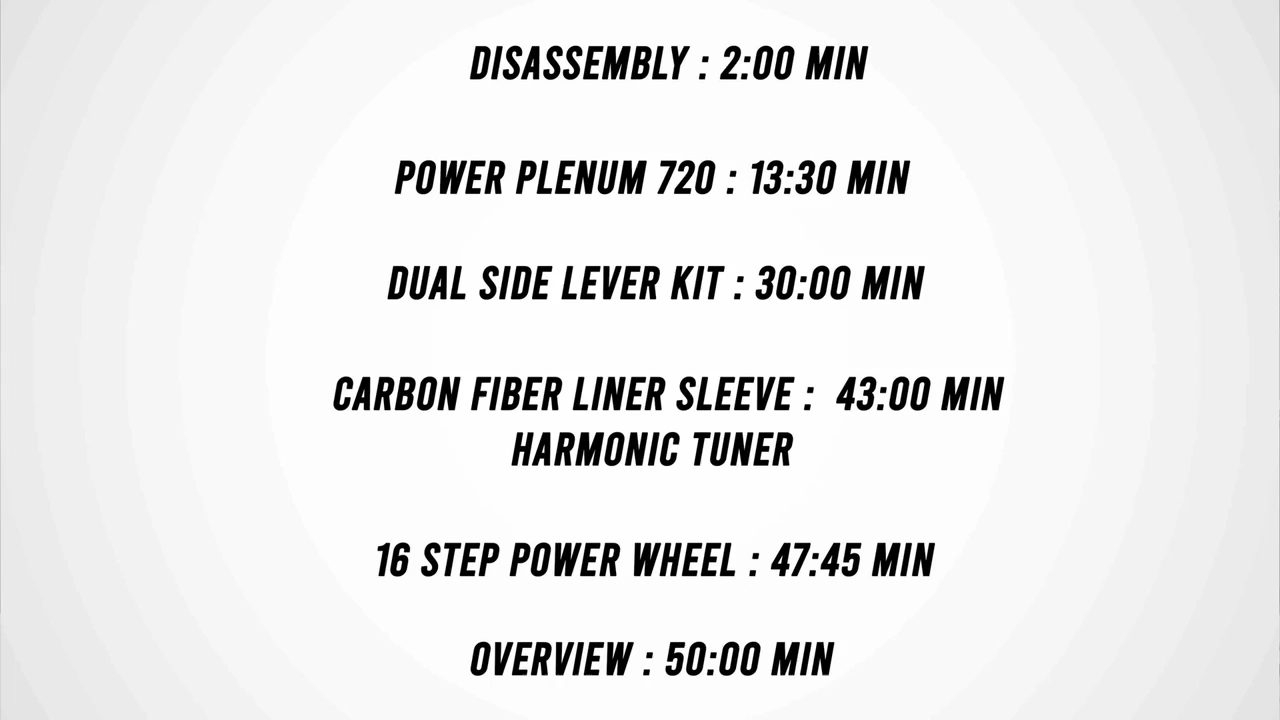 DISASSEMBLY : 2:00 MIN
POWER PLENUM 720 : 13:30 MIN
DUAL SIDE LEVER KIT : 30:00 MIN
CARBON FIBER LINER SLEEVE :  43:00 MIN
HARMONIC TUNER
16 STEP POWER WHEEL : 47:45 MIN
OVERVIEW : 50:00 MIN